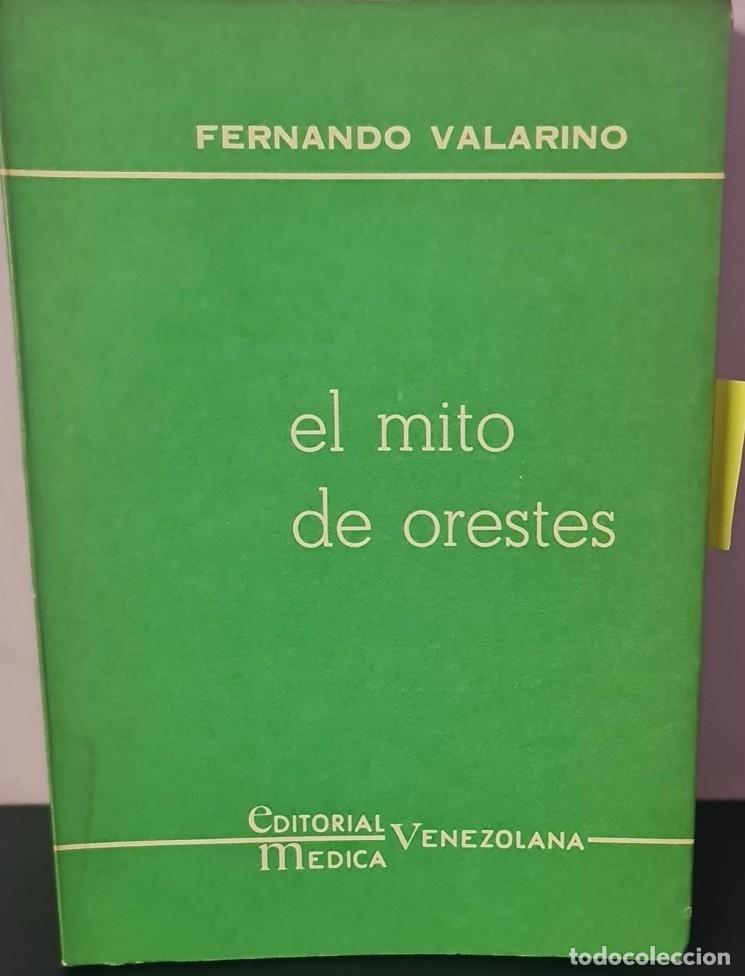 FERNANDO VALARINO
el mito
de orestes
eDITORIAL
mEDICA
VENEZOLANA
todocoleccion